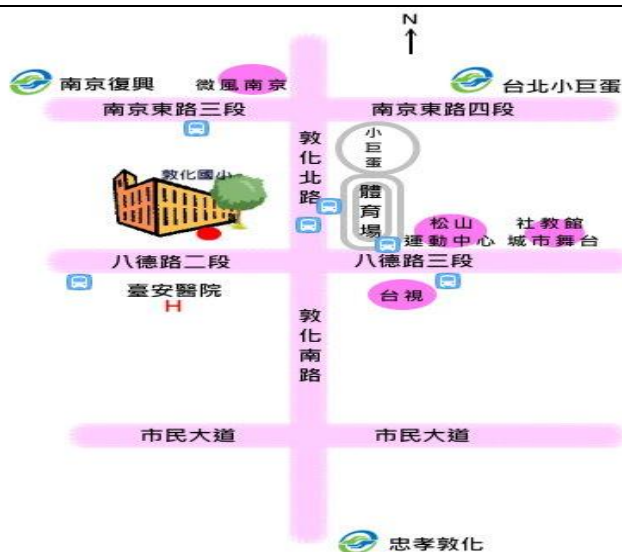 N
南京復興
微風南京
台北小巨蛋
南京東路三段
南京東路四段
小巨蛋
敦化北路
敦化國小
體育場
松山
運動中心
社教館
城市舞台
八德路二段
八德路三段
臺安醫院
H
台視
敦化南路
市民大道
市民大道
忠孝敦化